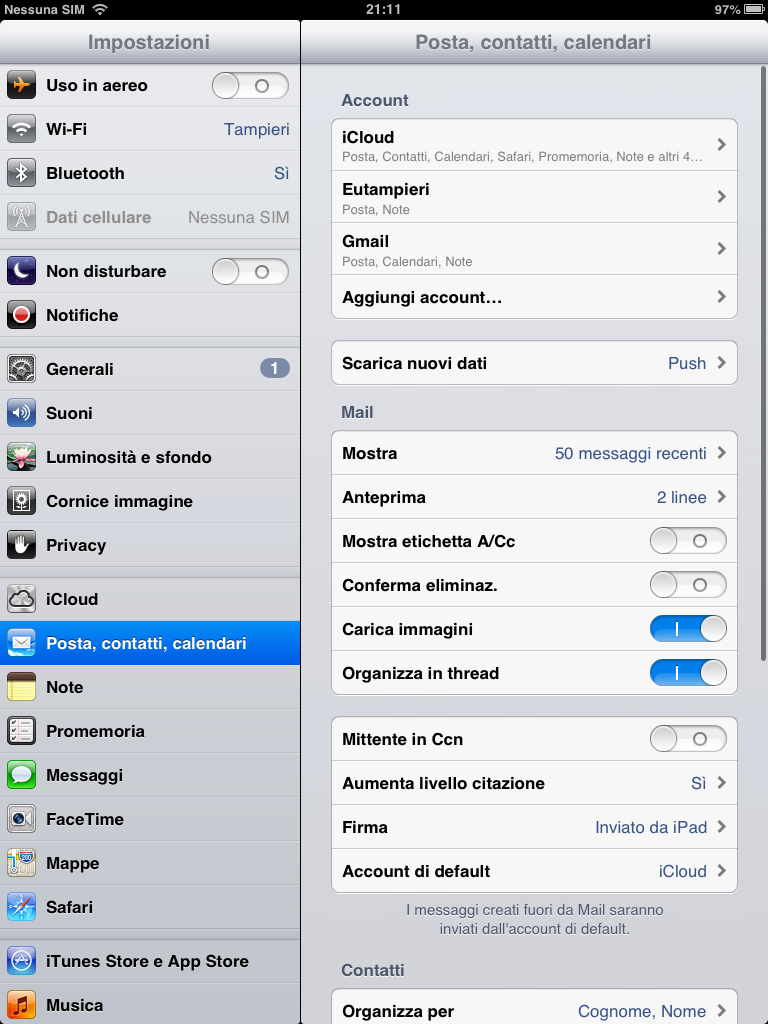 Nessuna SIM 21:11 97%
Impostazioni
Uso in aereo
Wi-Fi Tampieri
Bluetooth Sì
Dati cellulare Nessuna SIM
Non disturbare
Notifiche
Generali 1
Suoni
Luminosità e sfondo
Cornice immagine
Privacy
iCloud
Posta, contatti, calendari
Note
Promemoria
Messaggi
FaceTime
Mappe
Safari
iTunes Store e App Store
Musica
Posta, contatti, calendari
Account
iCloud
Posta, Contatti, Calendari, Safari, Promemoria, Note e altri 4…
Eutampieri
Posta, Note
Gmail
Posta, Calendari, Note
Aggiungi account…
Scarica nuovi dati Push
Mail
Mostra 50 messaggi recenti
Anteprima 2 linee
Mostra etichetta A/Cc
Conferma eliminaz.
Carica immagini
Organizza in thread
Mittente in Ccn
Aumenta livello citazione Sì
Firma Inviato da iPad
Account di default iCloud
I messaggi creati fuori da Mail saranno
inviati dall'account di default.
Contatti
Organizza per Cognome, Nome